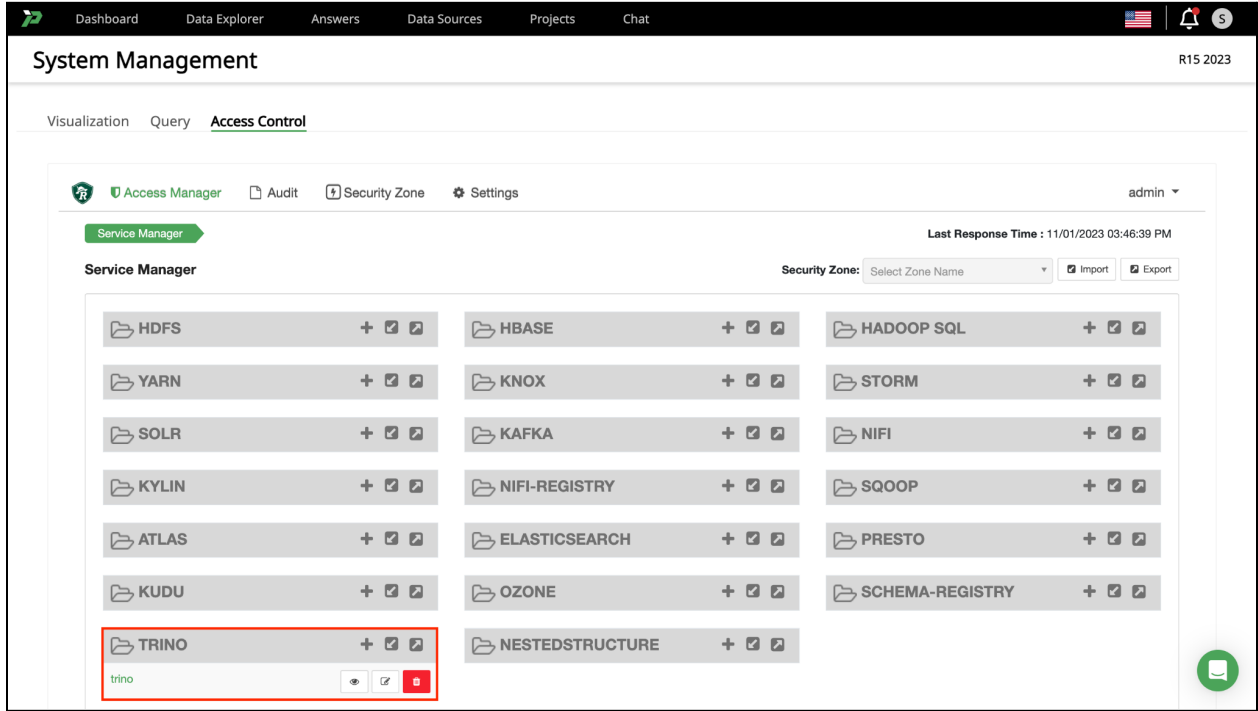 Dashboard Data Explorer Answers Data Sources Projects Chat S
System Management R15 2023
Visualization Query Access Control
Access Manager Audit Security Zone Settings admin
Service Manager Last Response Time : 11/01/2023 03:46:39 PM
Service Manager Security Zone: Select Zone Name Import Export
HDFS HBASE HADOOP SQL
YARN KNOX STORM
SOLR KAFKA NIFI
KYLIN NIFI-REGISTRY SQOOP
ATLAS ELASTICSEARCH PRESTO
KUDU OZONE SCHEMA-REGISTRY
TRINO NESTEDSTRUCTURE
trino